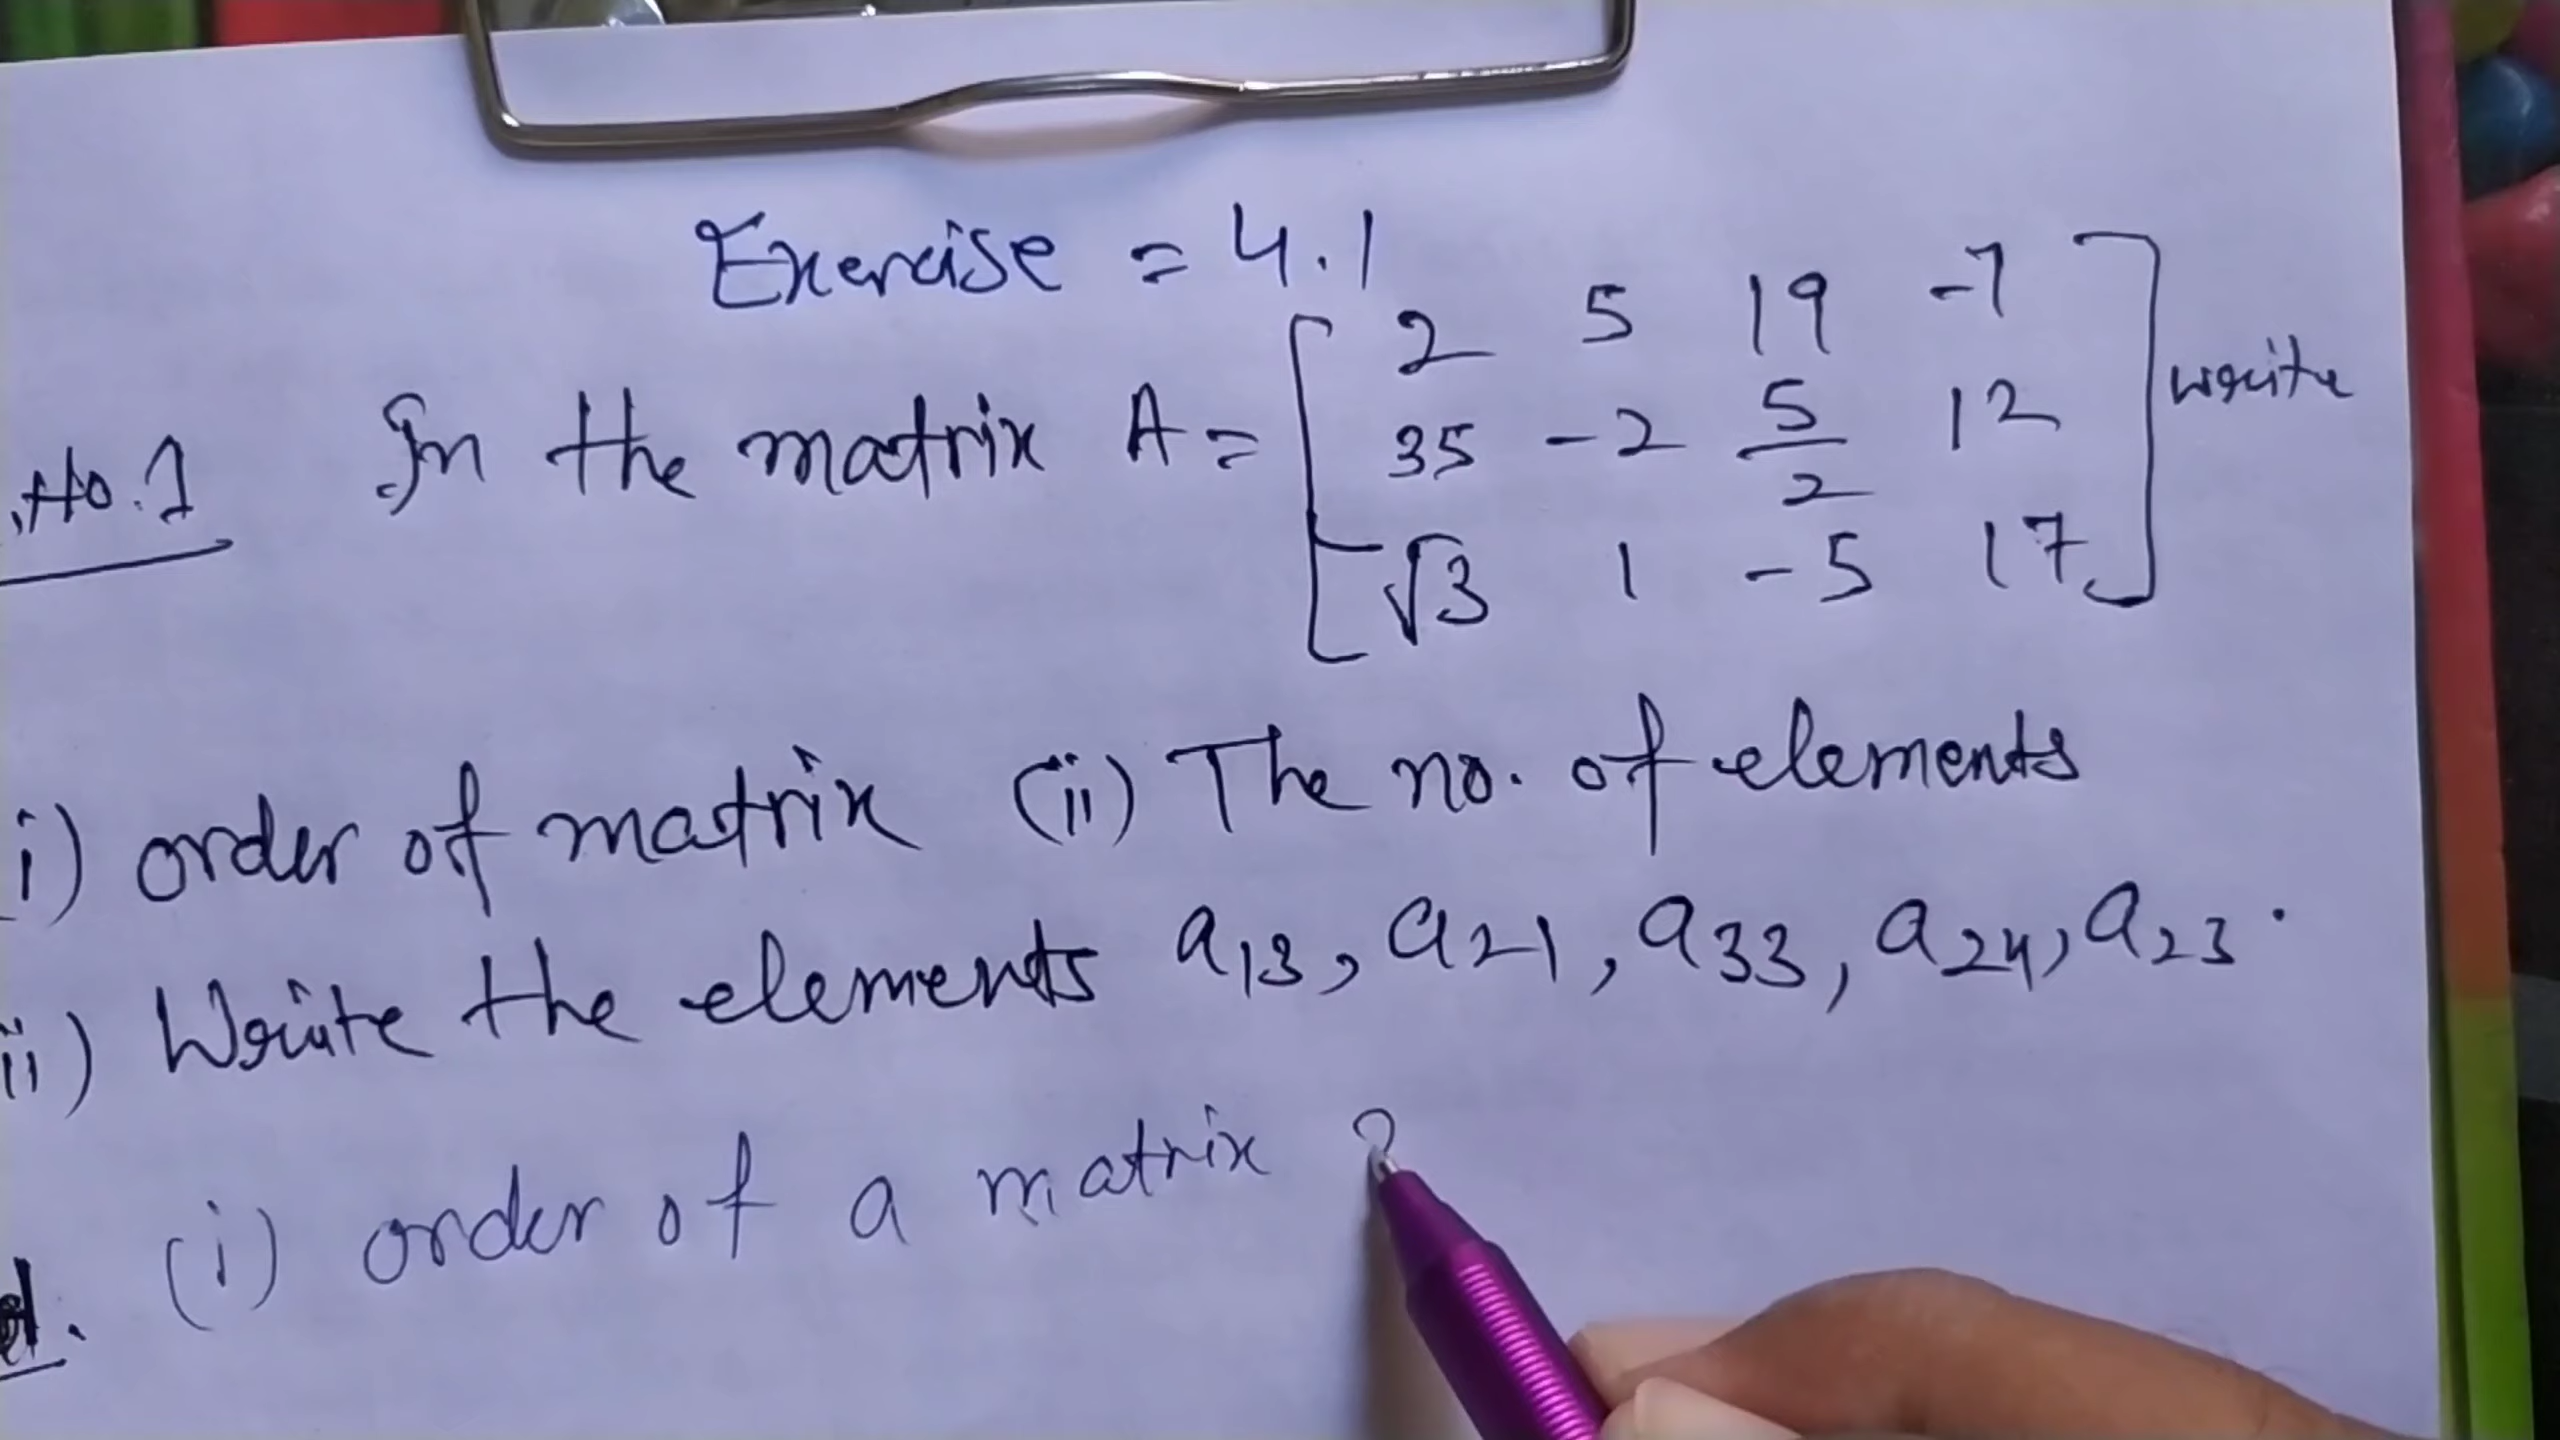 Exercise = 4.1
.No.1 In the matrix A = [ 2 5 19 -7
35 -2 5/2 12
√3 1 -5 17 ] write
i) order of matrix (ii) The no. of elements
ii) Write the elements a13, a21, a33, a24, a23.
(i) order of a matrix